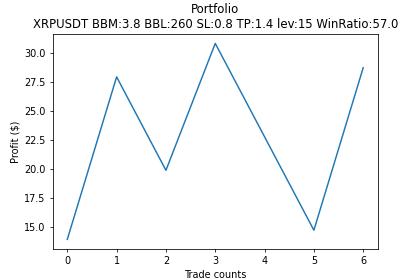 Portfolio
XRPUSDT BBM:3.8 BBL:260 SL:0.8 TP:1.4 lev:15 WinRatio:57.0
30.0
27.5
25.0
22.5
20.0
17.5
15.0
Profit ($)
0 1 2 3 4 5 6
Trade counts